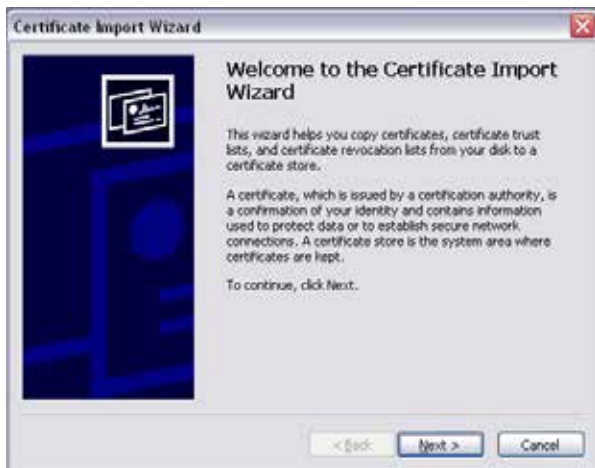 Certificate Import Wizard
Welcome to the Certificate Import
Wizard
This wizard helps you copy certificates, certificate trust
lists, and certificate revocation lists from your disk to a
certificate store.
A certificate, which is issued by a certification authority, is
a confirmation of your identity and contains information
used to protect data or to establish secure network
connections. A certificate store is the system area where
certificates are kept.
To continue, click Next.
< Back
Next >
Cancel